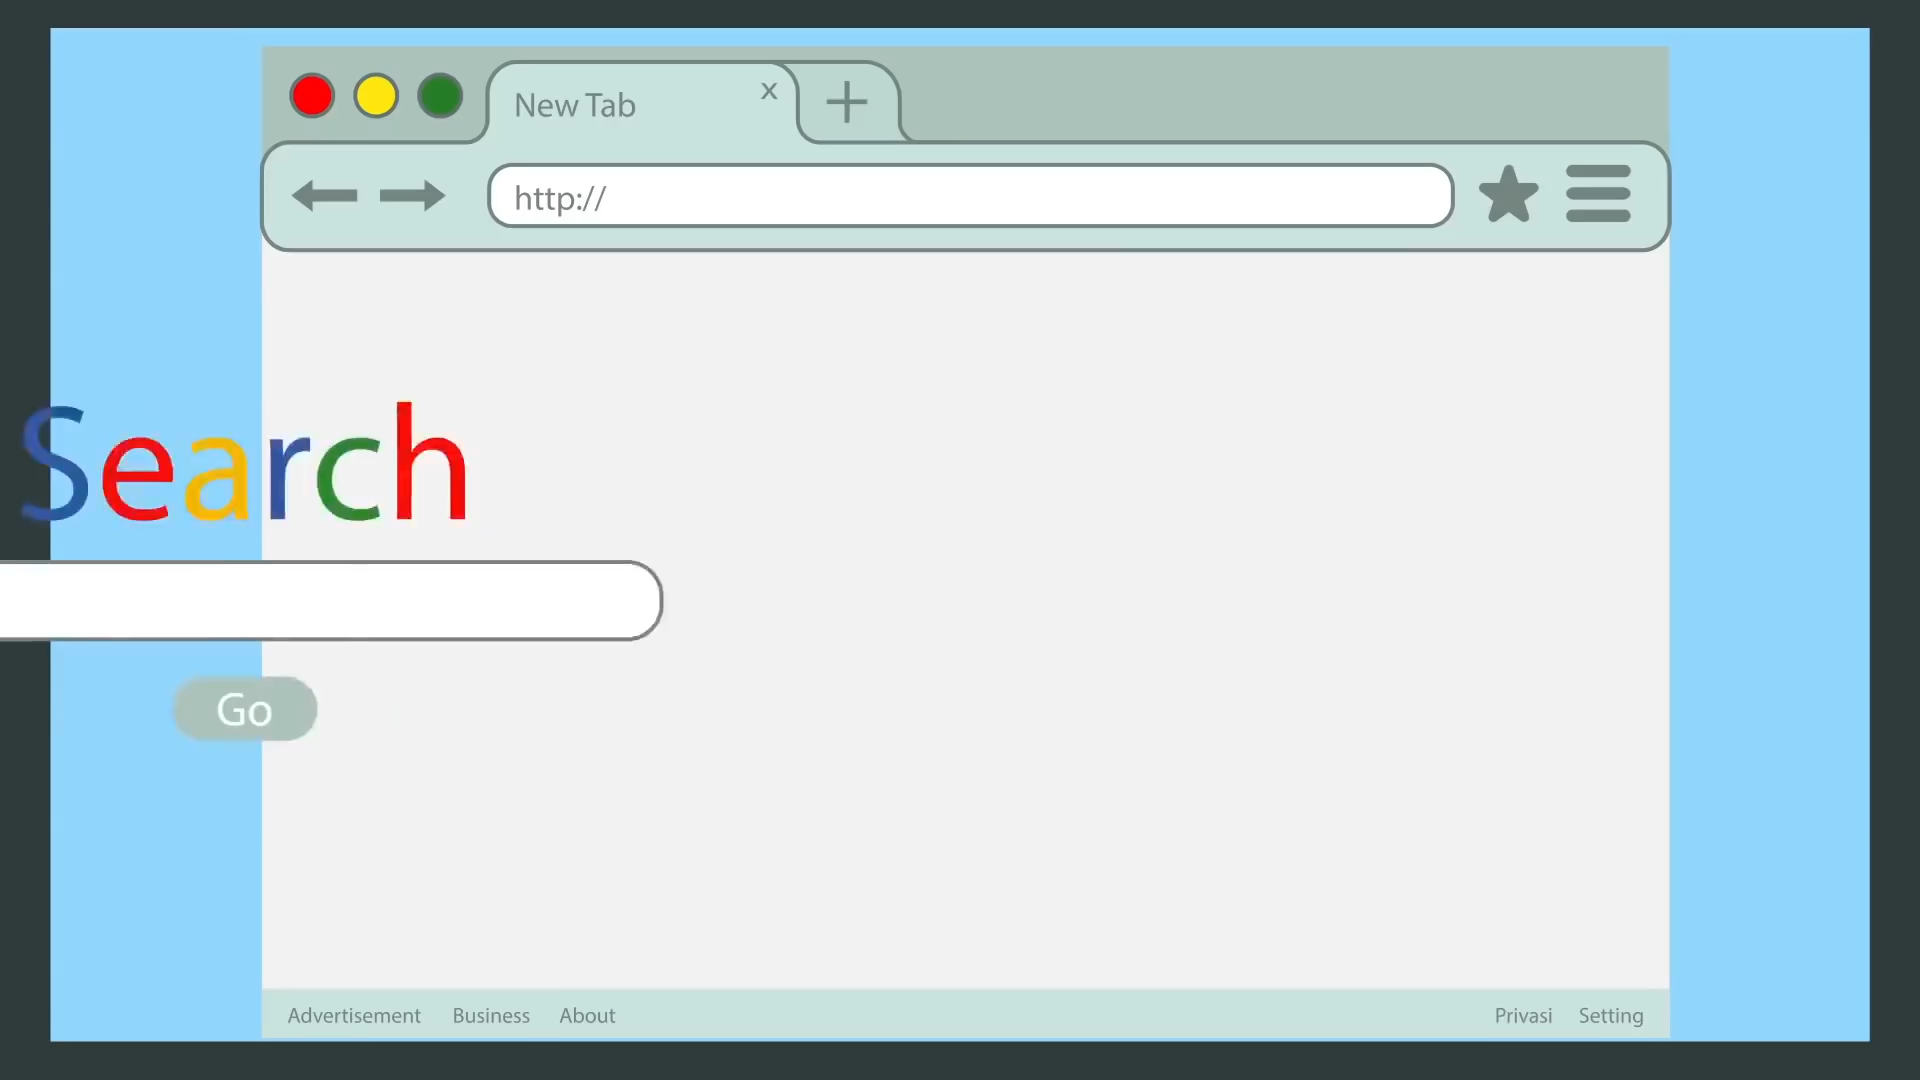 New Tab x
http://
Search
Go
Advertisement Business About Privasi Setting